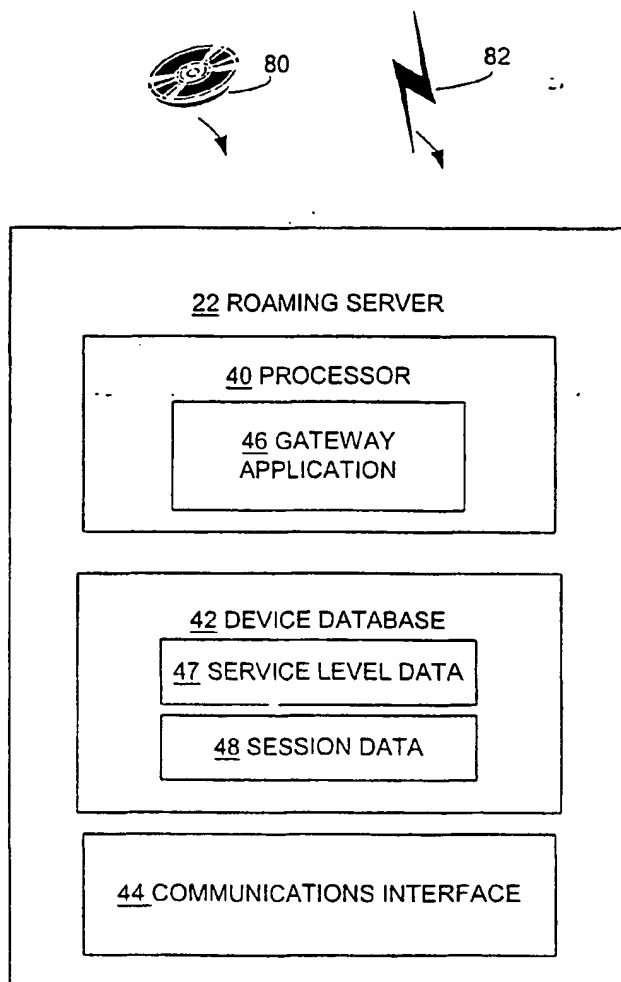 80
82
22 ROAMING SERVER
40 PROCESSOR
46 GATEWAY
APPLICATION
42 DEVICE DATABASE
47 SERVICE LEVEL DATA
48 SESSION DATA
44 COMMUNICATIONS INTERFACE